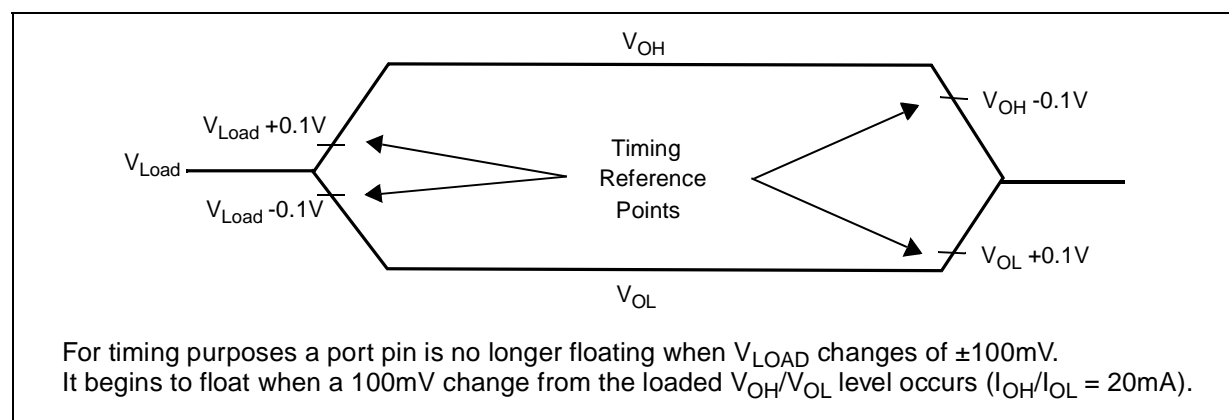 VOH
VOH -0.1V
VLoad +0.1V
Timing
Reference
Points
VLoad
VLoad -0.1V
VOL +0.1V
VOL
For timing purposes a port pin is no longer floating when VLOAD changes of ±100mV.
It begins to float when a 100mV change from the loaded VOH/VOL level occurs (IOH/IOL = 20mA).